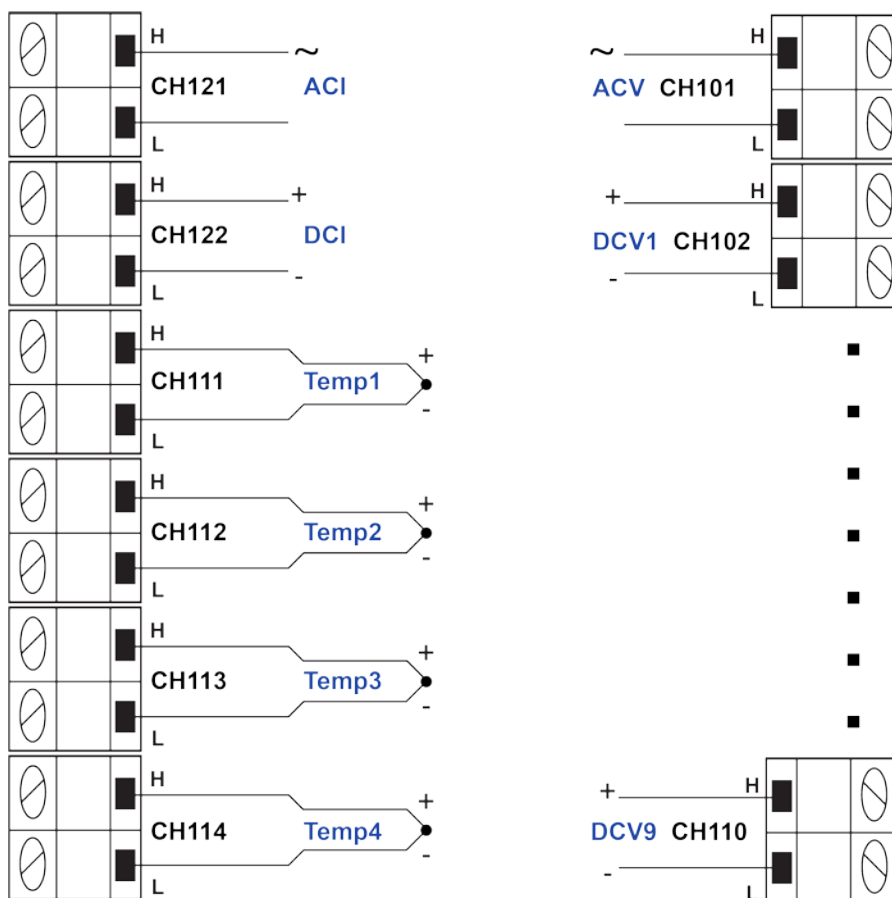 H
~
CH121 ACI
L
H
+
CH122 DCI
-
L
H
+
CH111 Temp1
-
L
H
+
CH112 Temp2
-
L
H
+
CH113 Temp3
-
L
H
+
CH114 Temp4
-
L
~ H
ACV CH101
L
+ H
DCV1 CH102
- L
+ H
DCV9 CH110
- L